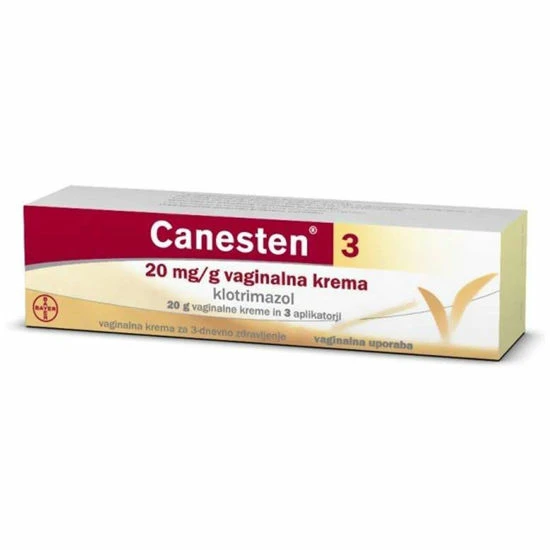 Canesten® 3
20 mg/g vaginalna krema
klotrimazol
20 g vaginalne kreme in 3 aplikatorji
BAYER
vaginalna krema za 3-dnevno zdravljenje
vaginalna uporaba